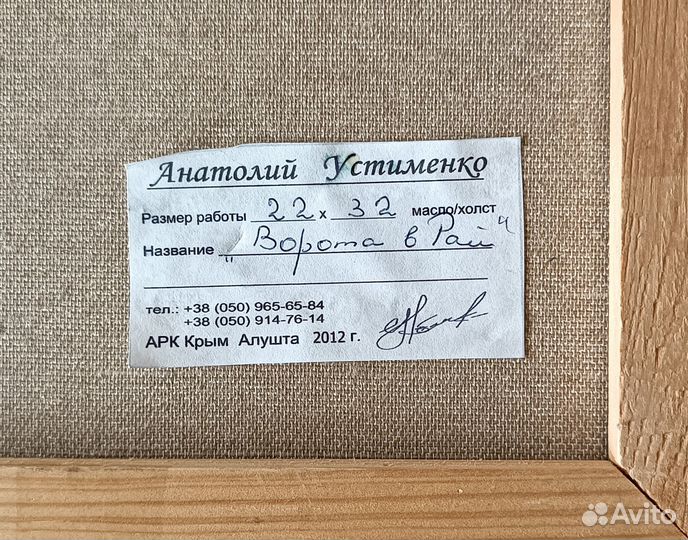 Анатолий Устименко
Размер работы 22 х 32 масло/холст
Название "Ворота в Рай"
тел.: +38 (050) 965-65-84
+38 (050) 914-76-14
АРК Крым Алушта 2012 г.
Avito